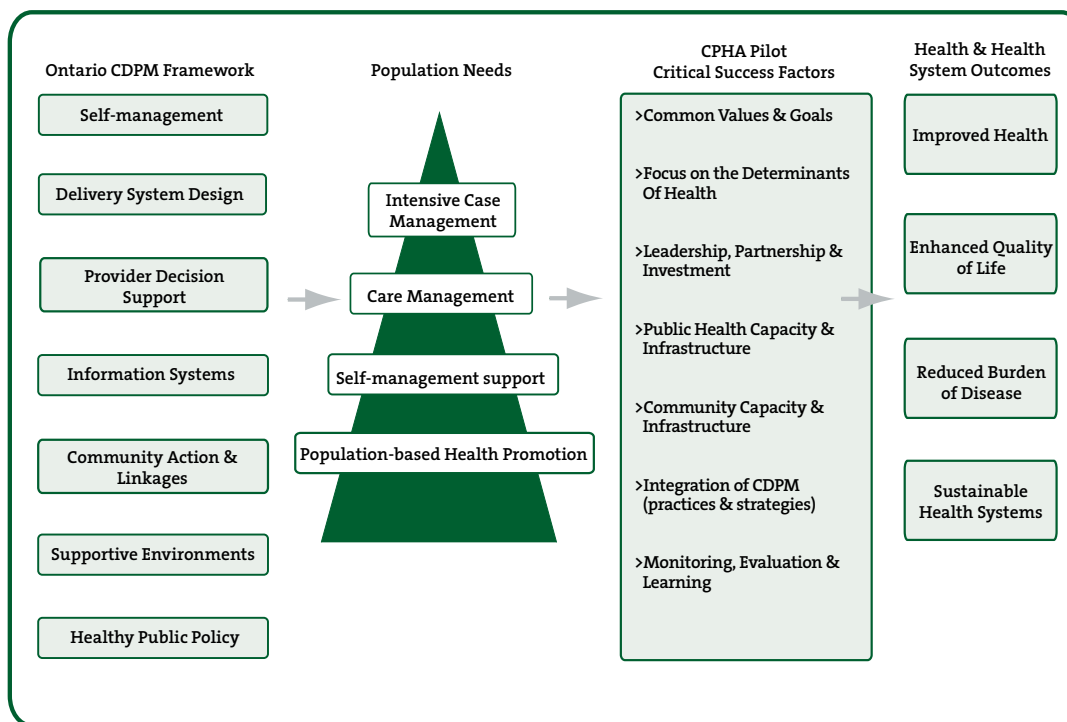 Ontario CDPM Framework
Self-management
Delivery System Design
Provider Decision
Support
Information Systems
Community Action &
Linkages
Supportive Environments
Healthy Public Policy
Population Needs
Intensive Case
Management
Care Management
Self-management support
Population-based Health Promotion
CPHA Pilot
Critical Success Factors
>Common Values & Goals
>Focus on the Determinants
Of Health
>Leadership, Partnership &
Investment
>Public Health Capacity &
Infrastructure
>Community Capacity &
Infrastructure
>Integration of CDPM
(practices & strategies)
>Monitoring, Evaluation &
Learning
Health & Health
System Outcomes
Improved Health
Enhanced Quality
of Life
Reduced Burden
of Disease
Sustainable
Health Systems